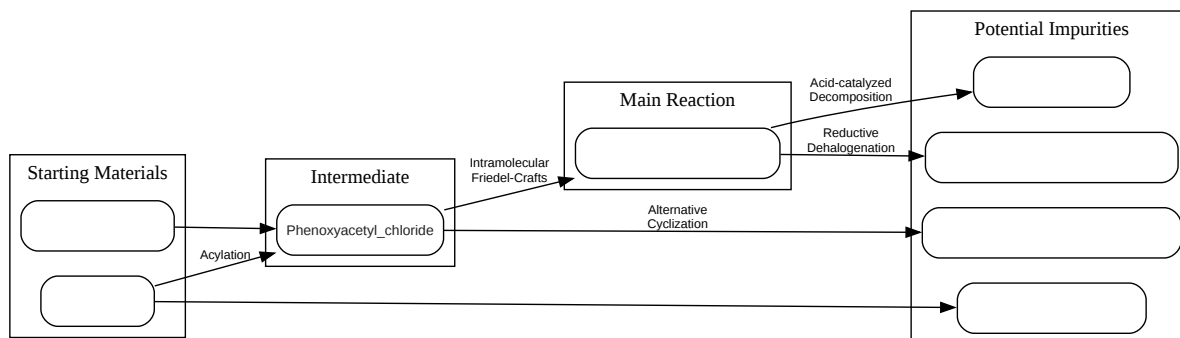 Potential Impurities
Acid-catalyzed
Decomposition
Main Reaction
Reductive
Dehalogenation
Starting Materials
Intermediate
Intramolecular
Friedel-Crafts
Phenoxyacetyl_chloride
Alternative
Cyclization
Acylation